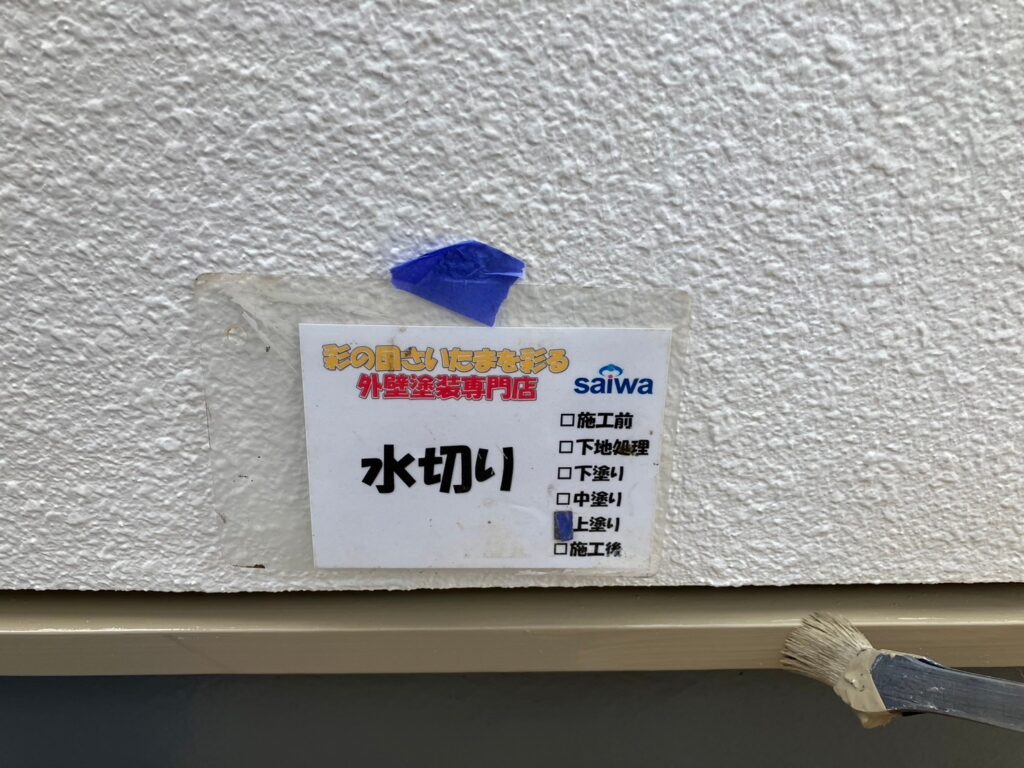 彩の国さいたまを彩る
外壁塗装専門店
saiwa
水切り
□施工前
□下地処理
□下塗り
□中塗り
上塗り
□施工後